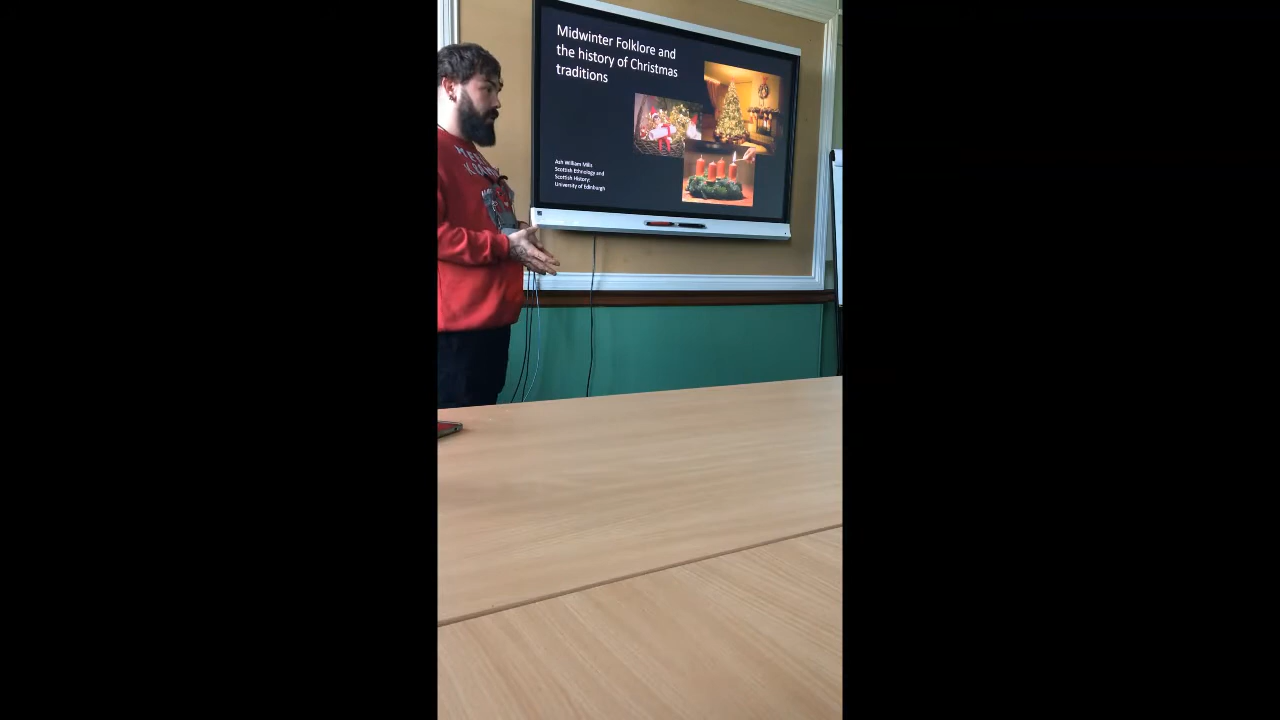 Midwinter Folklore and
the history of Christmas
traditions
Ash William Mills
Scottish Ethnology and
Scottish History:
University of Edinburgh